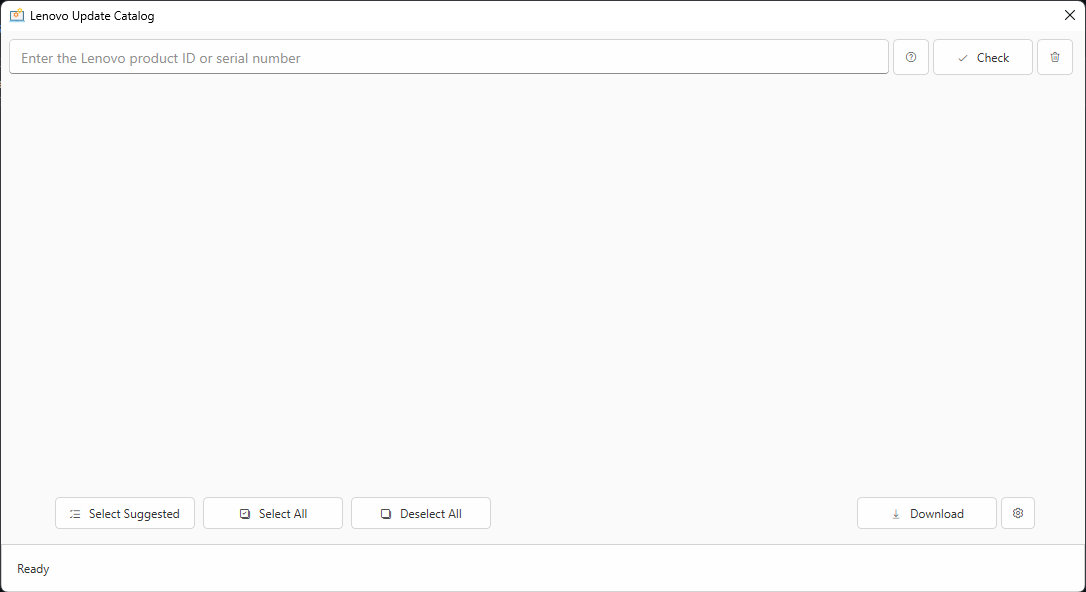 Lenovo Update Catalog
Enter the Lenovo product ID or serial number
Check
Select Suggested
Select All
Deselect All
Download
Ready